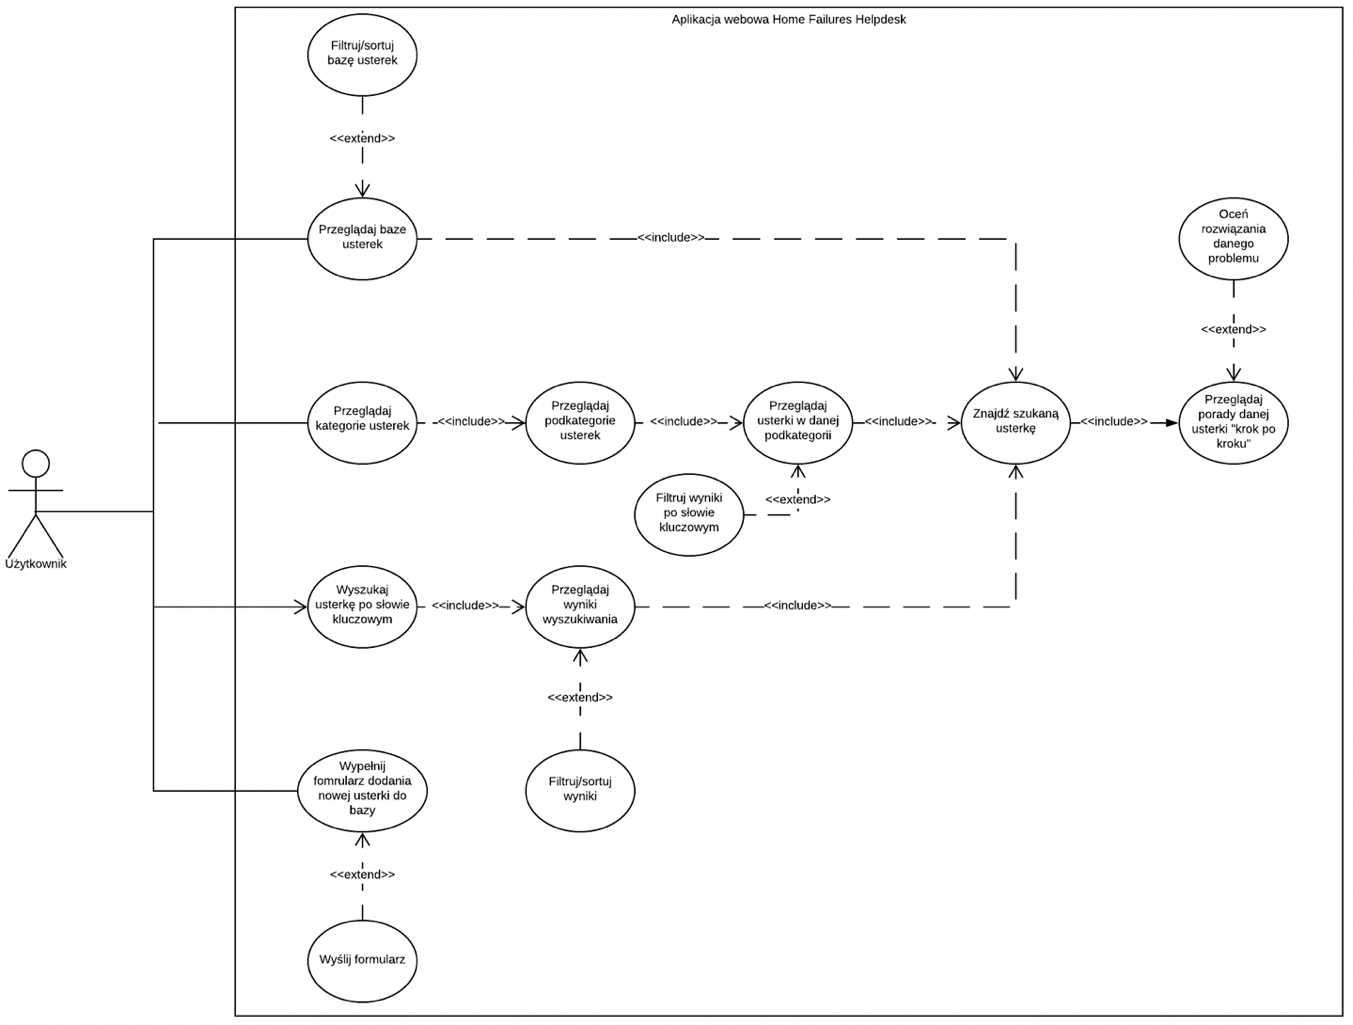 Aplikacja webowa Home Failures Helpdesk
Filtruj/sortuj
bazę usterek
<<extend>>
Przeglądaj baze
usterek
<<include>>
Oceń
rozwiązania
danego
problemu
<<extend>>
Przeglądaj
kategorie usterek
<<include>>
Przeglądaj
podkategorie
usterek
<<include>>
Przeglądaj
usterki w danej
podkategorii
<<include>>
Znajdź szukaną
usterkę
<<include>>
Przeglądaj
porady danej
usterki "krok po
kroku"
Filtruj wyniki
po słowie
kluczowym
<<extend>>
Użytkownik
Wyszukaj
usterkę po słowie
kluczowym
<<include>>
Przeglądaj
wyniki
wyszukiwania
<<include>>
<<extend>>
Wypełnij
fomrularz dodania
nowej usterki do
bazy
Filtruj/sortuj
wyniki
<<extend>>
Wyślij formularz